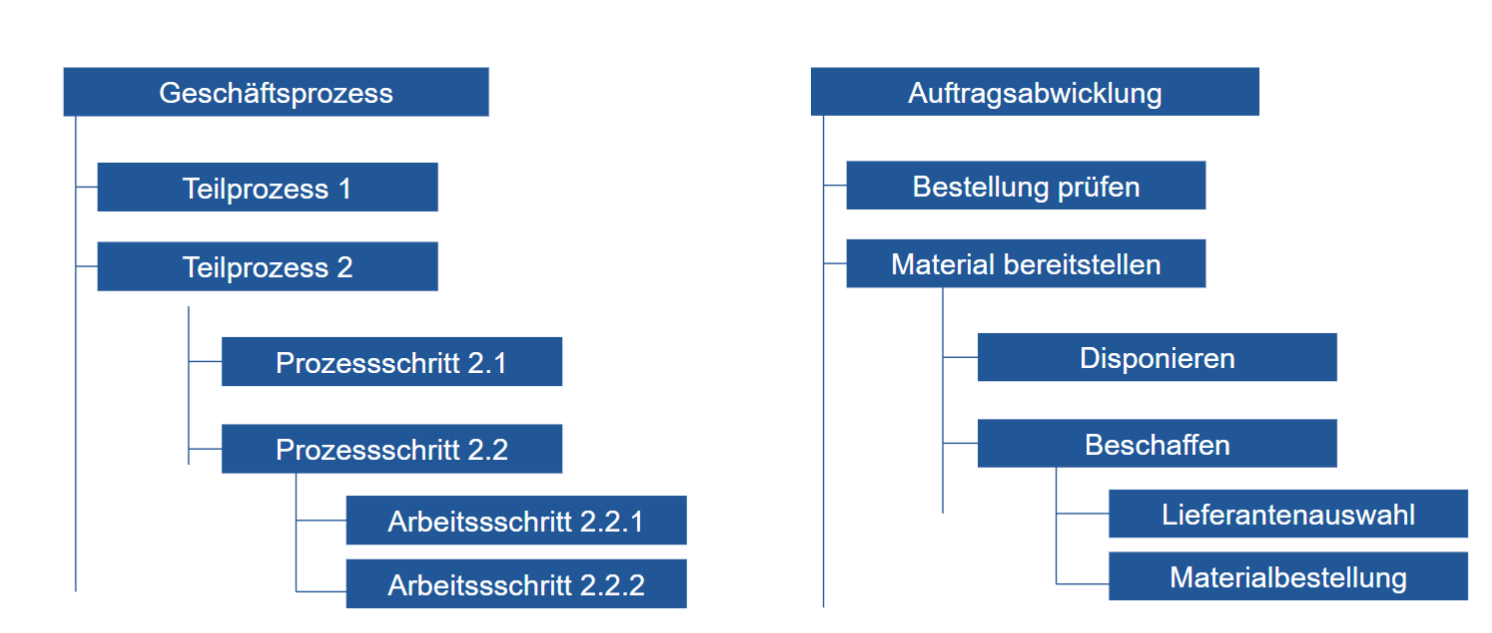 Geschäftsprozess
Teilprozess 1
Teilprozess 2
Prozessschritt 2.1
Prozessschritt 2.2
Arbeitssschritt 2.2.1
Arbeitssschritt 2.2.2
Auftragsabwicklung
Bestellung prüfen
Material bereitstellen
Disponieren
Beschaffen
Lieferantenauswahl
Materialbestellung